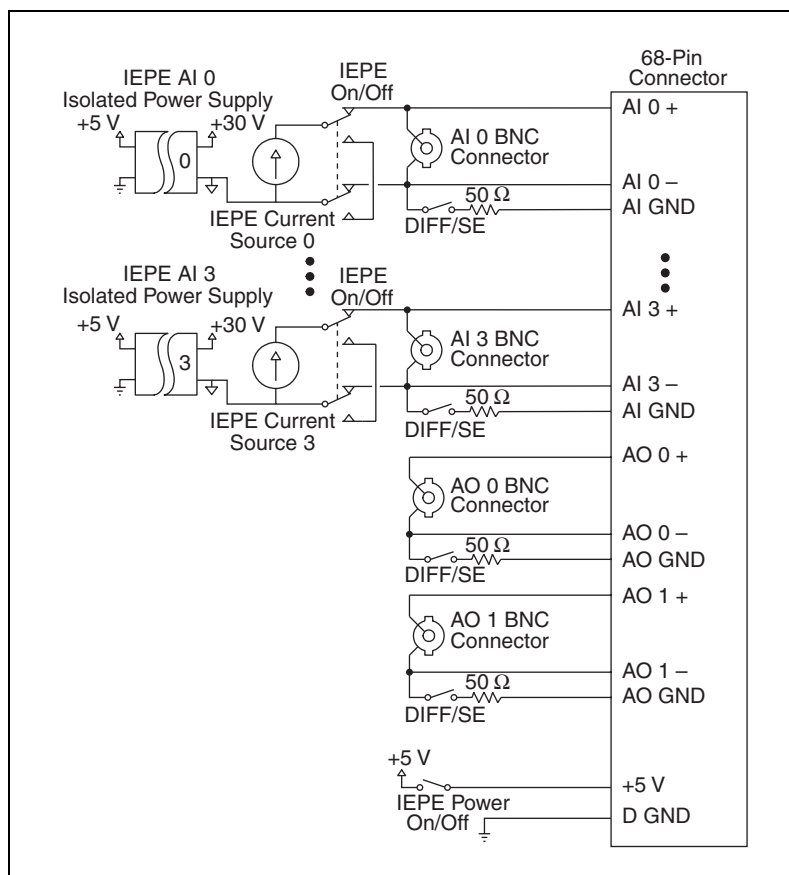 68-Pin
Connector
IEPE AI 0
Isolated Power Supply
+5 V
+30 V
0
IEPE
On/Off
IEPE Current
Source 0
AI 0 BNC
Connector
50 Ω
DIFF/SE
AI 0 +
AI 0 –
AI GND
IEPE AI 3
Isolated Power Supply
+5 V
+30 V
3
IEPE
On/Off
IEPE Current
Source 3
AI 3 BNC
Connector
50 Ω
DIFF/SE
AI 3 +
AI 3 –
AI GND
AO 0 BNC
Connector
50 Ω
DIFF/SE
AO 0 +
AO 0 –
AO GND
AO 1 BNC
Connector
50 Ω
DIFF/SE
AO 1 +
AO 1 –
AO GND
+5 V
IEPE Power
On/Off
+5 V
D GND